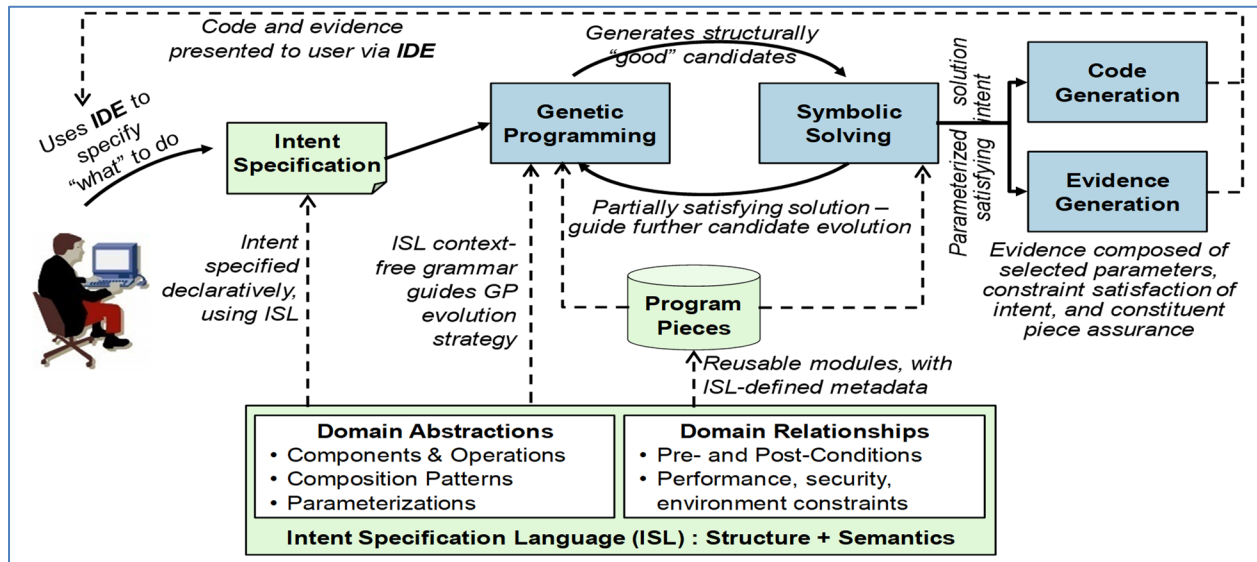 Code and evidence
presented to user via IDE
Uses IDE to
specify
“what” to do
Intent
Specification
Generates structurally
“good” candidates
Genetic
Programming
Symbolic
Solving
Partially satisfying solution –
guide further candidate evolution
Parameterized solution
satisfying intent
Code
Generation
Evidence
Generation
Evidence composed of
selected parameters,
constraint satisfaction of
intent, and constituent
piece assurance
Intent
specified
declaratively,
using ISL
ISL context-
free grammar
guides GP
evolution
strategy
Program
Pieces
Reusable modules, with
ISL-defined metadata
Domain Abstractions
• Components & Operations
• Composition Patterns
• Parameterizations
Domain Relationships
• Pre- and Post-Conditions
• Performance, security,
environment constraints
Intent Specification Language (ISL) : Structure + Semantics